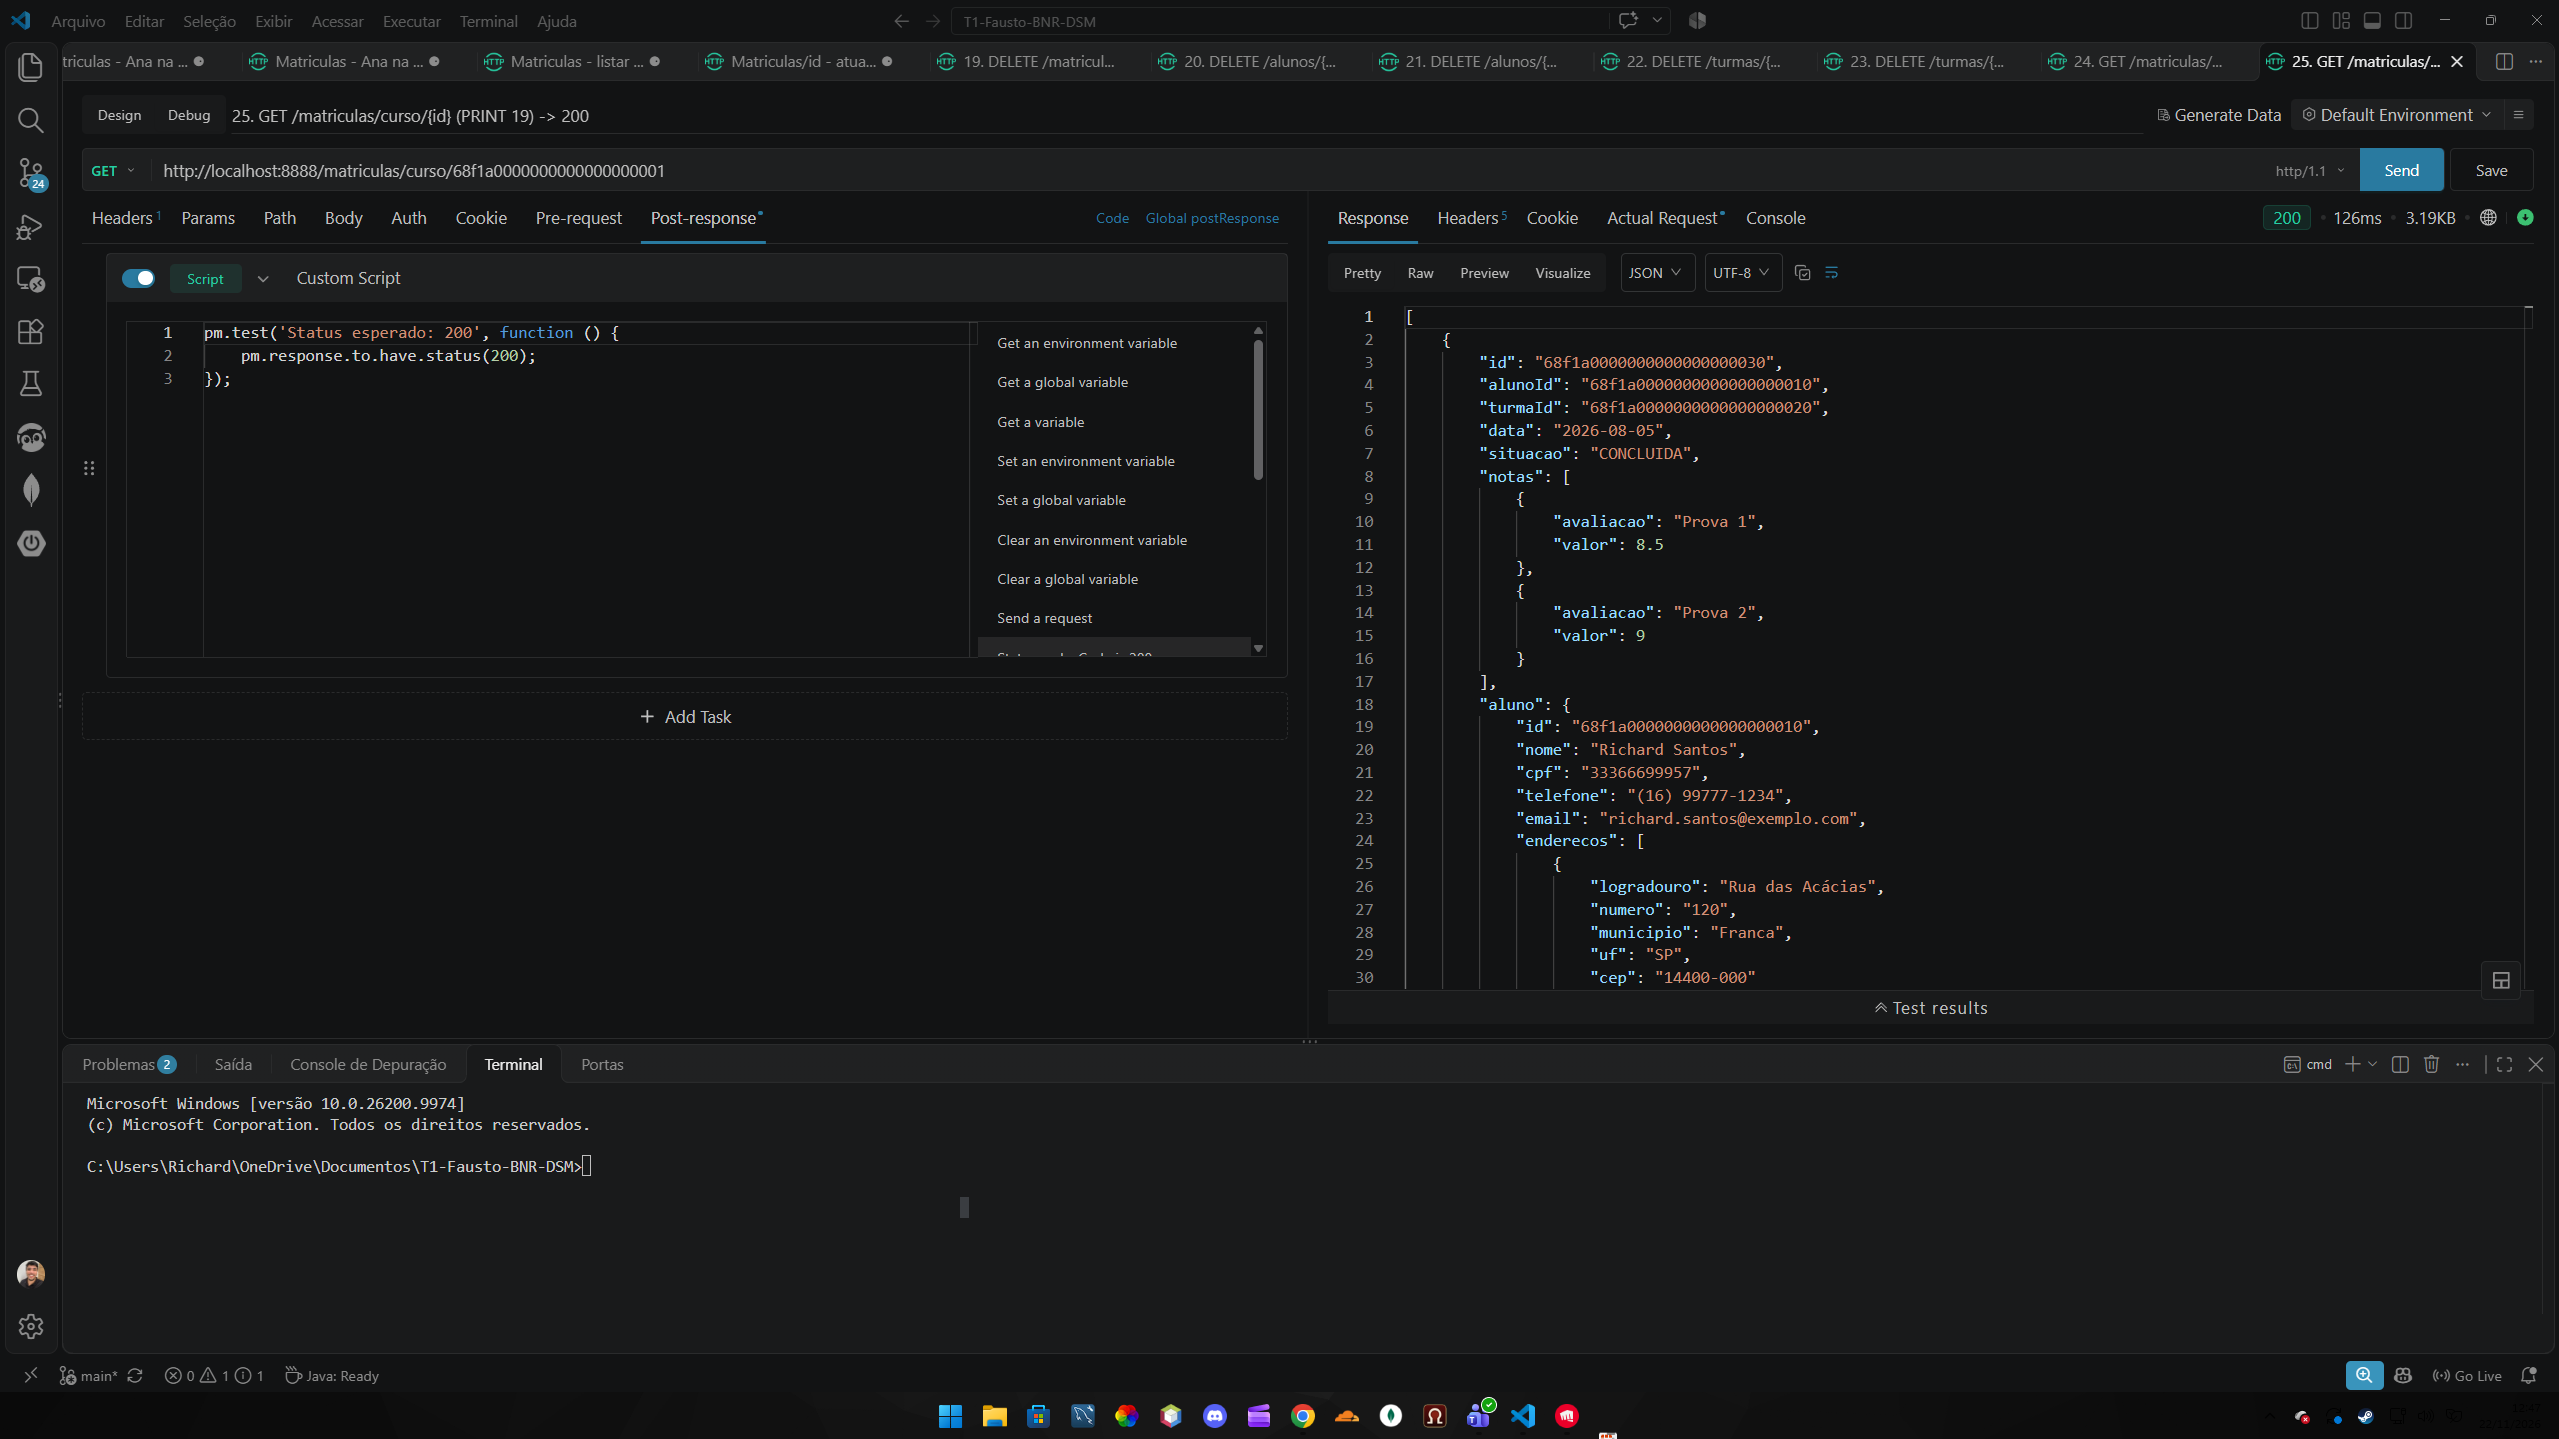 Arquivo Editar Seleção Exibir Acessar Executar Terminal Ajuda
T1-Fausto-BNR-DSM
triculas - Ana na ...
Matriculas - Ana na ...
Matriculas - listar ...
Matriculas/id - atua...
19. DELETE /matricul...
20. DELETE /alunos/{...
21. DELETE /alunos/{...
22. DELETE /turmas/{...
23. DELETE /turmas/{...
24. GET /matriculas/...
25. GET /matriculas/...
Design Debug 25. GET /matriculas/curso/{id} (PRINT 19) -> 200
Generate Data Default Environment
GET http://localhost:8888/matriculas/curso/68f1a0000000000000000001 http/1.1 Send Save
24
Headers 1 Params Path Body Auth Cookie Pre-request Post-response Code Global postResponse
Script Custom Script
1 pm.test('Status esperado: 200', function () {
2 pm.response.to.have.status(200);
3 });
Get an environment variable
Get a global variable
Get a variable
Set an environment variable
Set a global variable
Clear an environment variable
Clear a global variable
Send a request
+ Add Task
Response Headers 5 Cookie Actual Request Console 200 126ms 3.19KB
Pretty Raw Preview Visualize JSON UTF-8
1 [
2 {
3 "id": "68f1a0000000000000000030",
4 "alunoId": "68f1a0000000000000000010",
5 "turmaId": "68f1a0000000000000000020",
6 "data": "2026-08-05",
7 "situacao": "CONCLUIDA",
8 "notas": [
9 {
10 "avaliacao": "Prova 1",
11 "valor": 8.5
12 },
13 {
14 "avaliacao": "Prova 2",
15 "valor": 9
16 }
17 ],
18 "aluno": {
19 "id": "68f1a0000000000000000010",
20 "nome": "Richard Santos",
21 "cpf": "33366699957",
22 "telefone": "(16) 99777-1234",
23 "email": "richard.santos@exemplo.com",
24 "enderecos": [
25 {
26 "logradouro": "Rua das Acácias",
27 "numero": "120",
28 "municipio": "Franca",
29 "uf": "SP",
30 "cep": "14400-000"
Test results
Problemas 2 Saída Console de Depuração Terminal Portas
cmd
Microsoft Windows [versão 10.0.26200.9974]
(c) Microsoft Corporation. Todos os direitos reservados.
C:\Users\Richard\OneDrive\Documentos\T1-Fausto-BNR-DSM>
main* 0 1 1 Java: Ready
Go Live